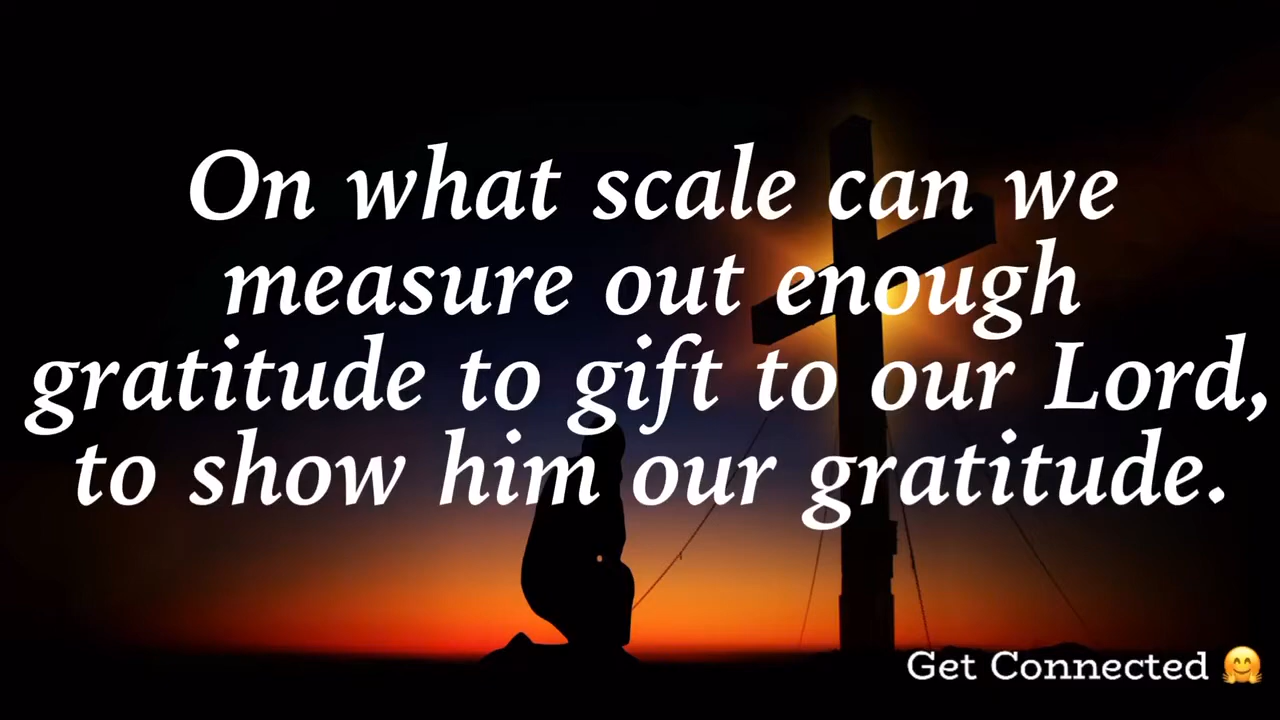 On what scale can we
measure out enough
gratitude to gift to our Lord,
to show him our gratitude.
Get Connected 🤗